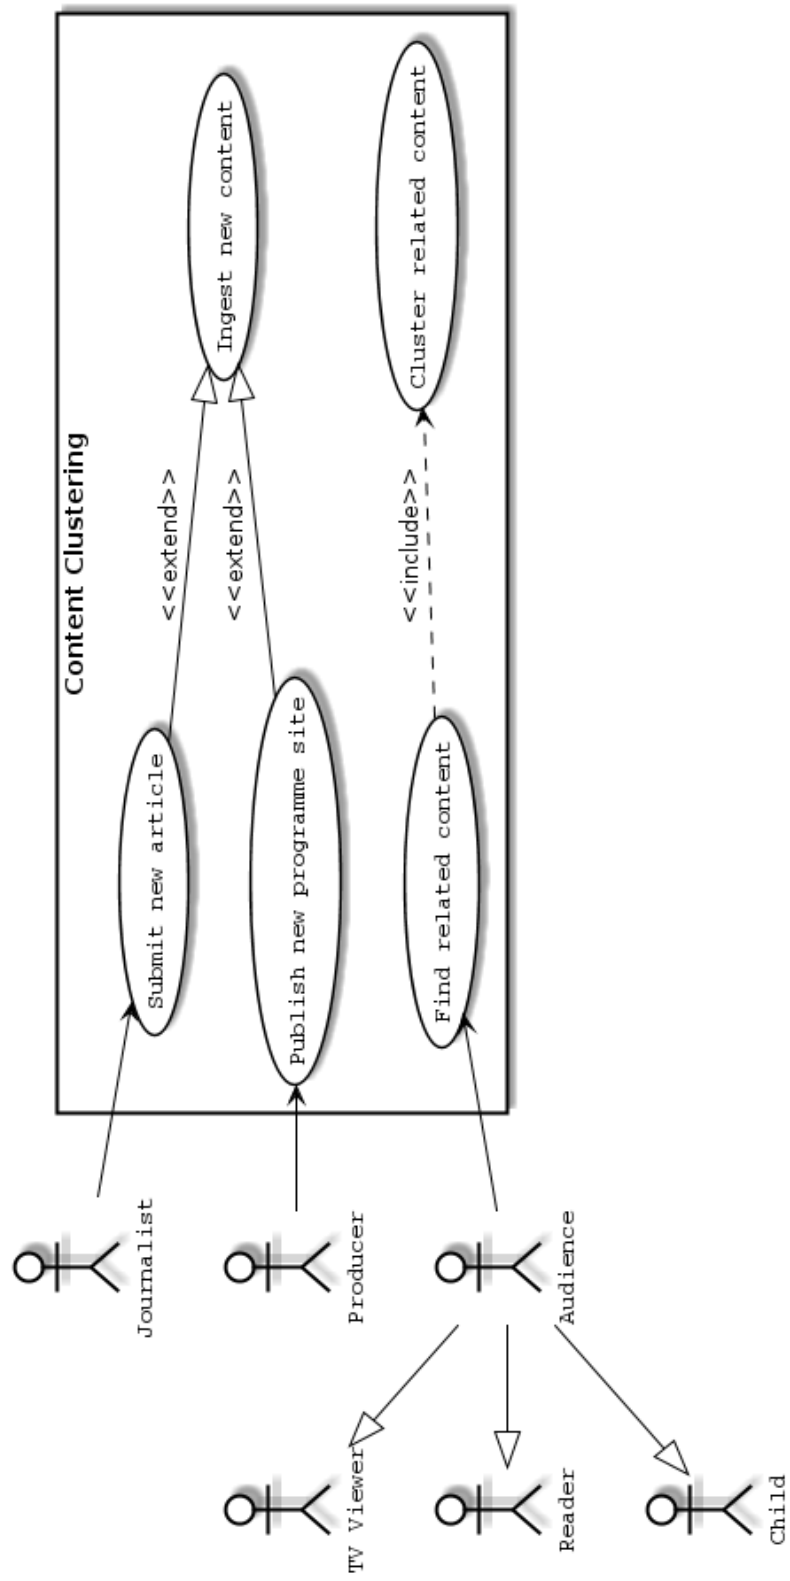 Content Clustering
Submit new article
<<extend>>
Ingest new content
Publish new programme site
<<extend>>
Find related content
<<include>>
Cluster related content
Journalist
Producer
Audience
TV Viewer
Reader
Child